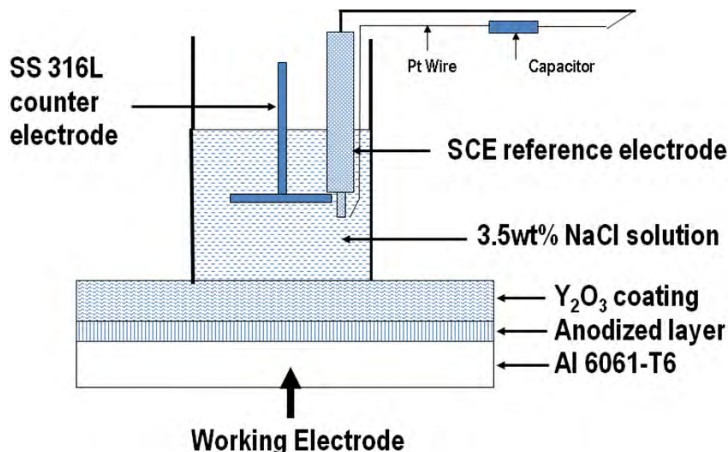 SS 316L
counter
electrode
Pt Wire
Capacitor
SCE reference electrode
3.5wt% NaCl solution
Y₂O₃ coating
Anodized layer
Al 6061-T6
Working Electrode